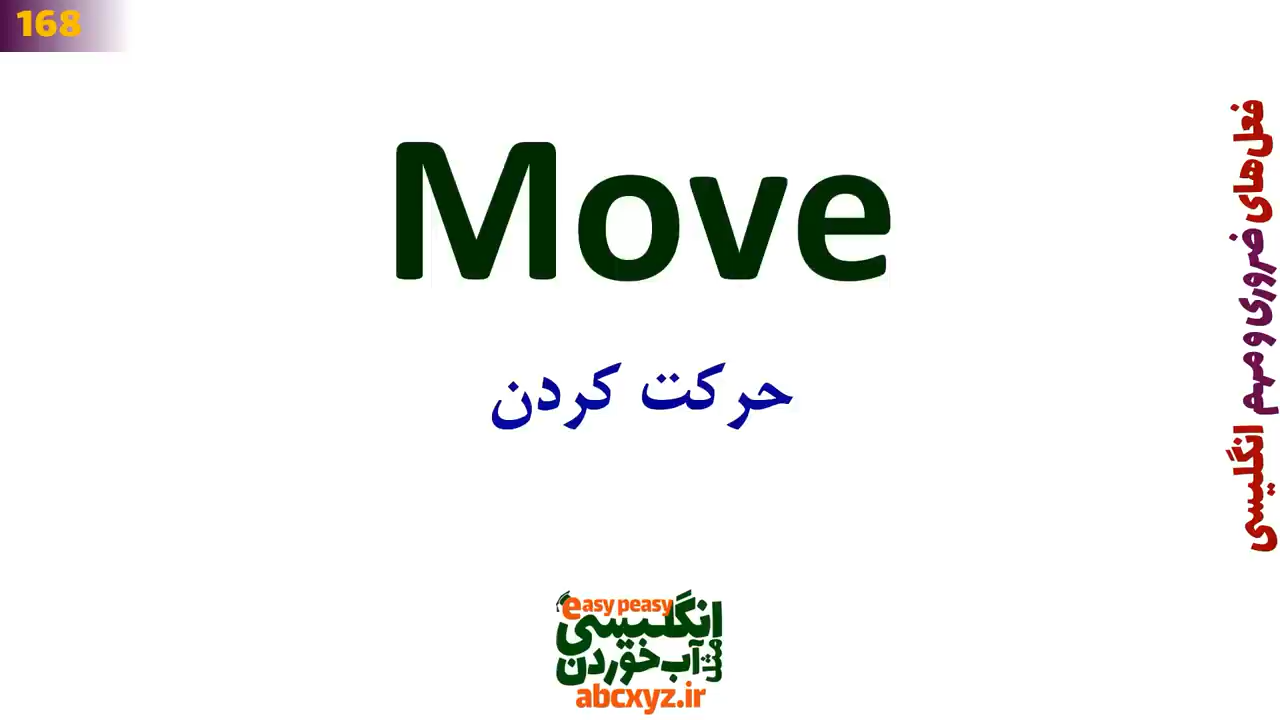 168
Move
حرکت کردن
فعل‌های ضروری و مهم انگلیسی
easy peasy
انگلیسی
مثل آب خوردن
abcxyz.ir